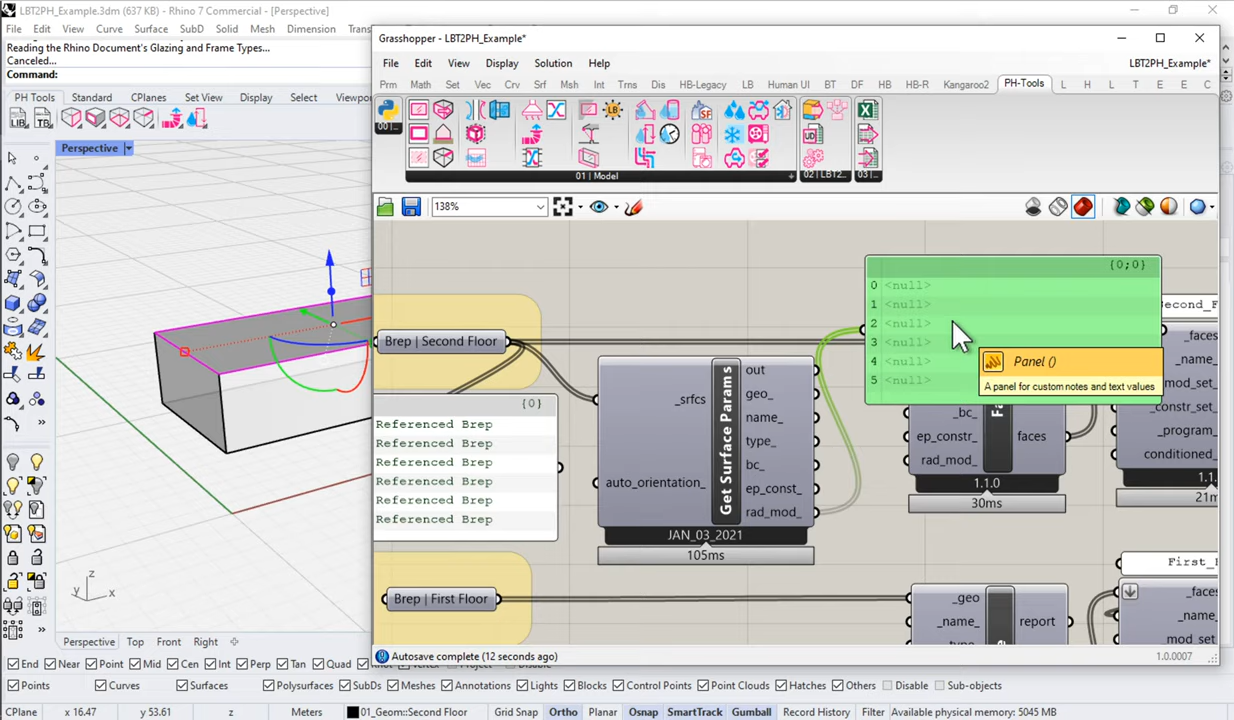 LBT2PH_Example.3dm (637 KB) - Rhino 7 Commercial - [Perspective]
File Edit View Curve Surface SubD Solid Mesh Dimension
Reading the Rhino Document's Glazing and Frame Types...
Canceled...
Command:
PH Tools Standard CPlanes Set View Display Select
LIB TB
Perspective
Grasshopper - LBT2PH_Example*
File Edit View Display Solution Help LBT2PH_Example*
Prm Math Set Vec Crv Srf Msh Int Trns Dis HB-Legacy LB Human UI BT DF HB HB-R Kangaroo2 PH-Tools L H L T E E C
01 | Model 02 | LBT2... 03 |...
138%
{0;0}
0 <null>
1 <null>
2 <null>
3 <null>
4 <null>
5 <null>
Panel ()
A panel for custom notes and text values
Brep | Second Floor
{0}
Referenced Brep
Referenced Brep
Referenced Brep
Referenced Brep
Referenced Brep
Referenced Brep
_srfcs
auto_orientation_
Get Surface Params
out
geo_
name_
type_
bc_
ep_const_
rad_mod_
JAN_03_2021
105ms
_bc_
ep_constr_
rad_mod_
faces
1.1.0
30ms
_faces
_name_
mod_set_
_constr_set_
_program_
conditioned_
1.1.
21m
Brep | First Floor
_geo
_name_
report
First_
_faces
_name_
mod_set_
Autosave complete (12 seconds ago) 1.0.0007
z
y
x
Perspective Top Front Right
End Near Point Mid Cen Int Perp Tan Quad
Points Curves Surfaces Polysurfaces SubDs Meshes Annotations Lights Blocks Control Points Point Clouds Hatches Others Disable Sub-objects
CPlane x 16.47 y 53.61 z Meters 01_Geom::Second Floor Grid Snap Ortho Planar Osnap SmartTrack Gumball Record History Filter Available physical memory: 5045 MB